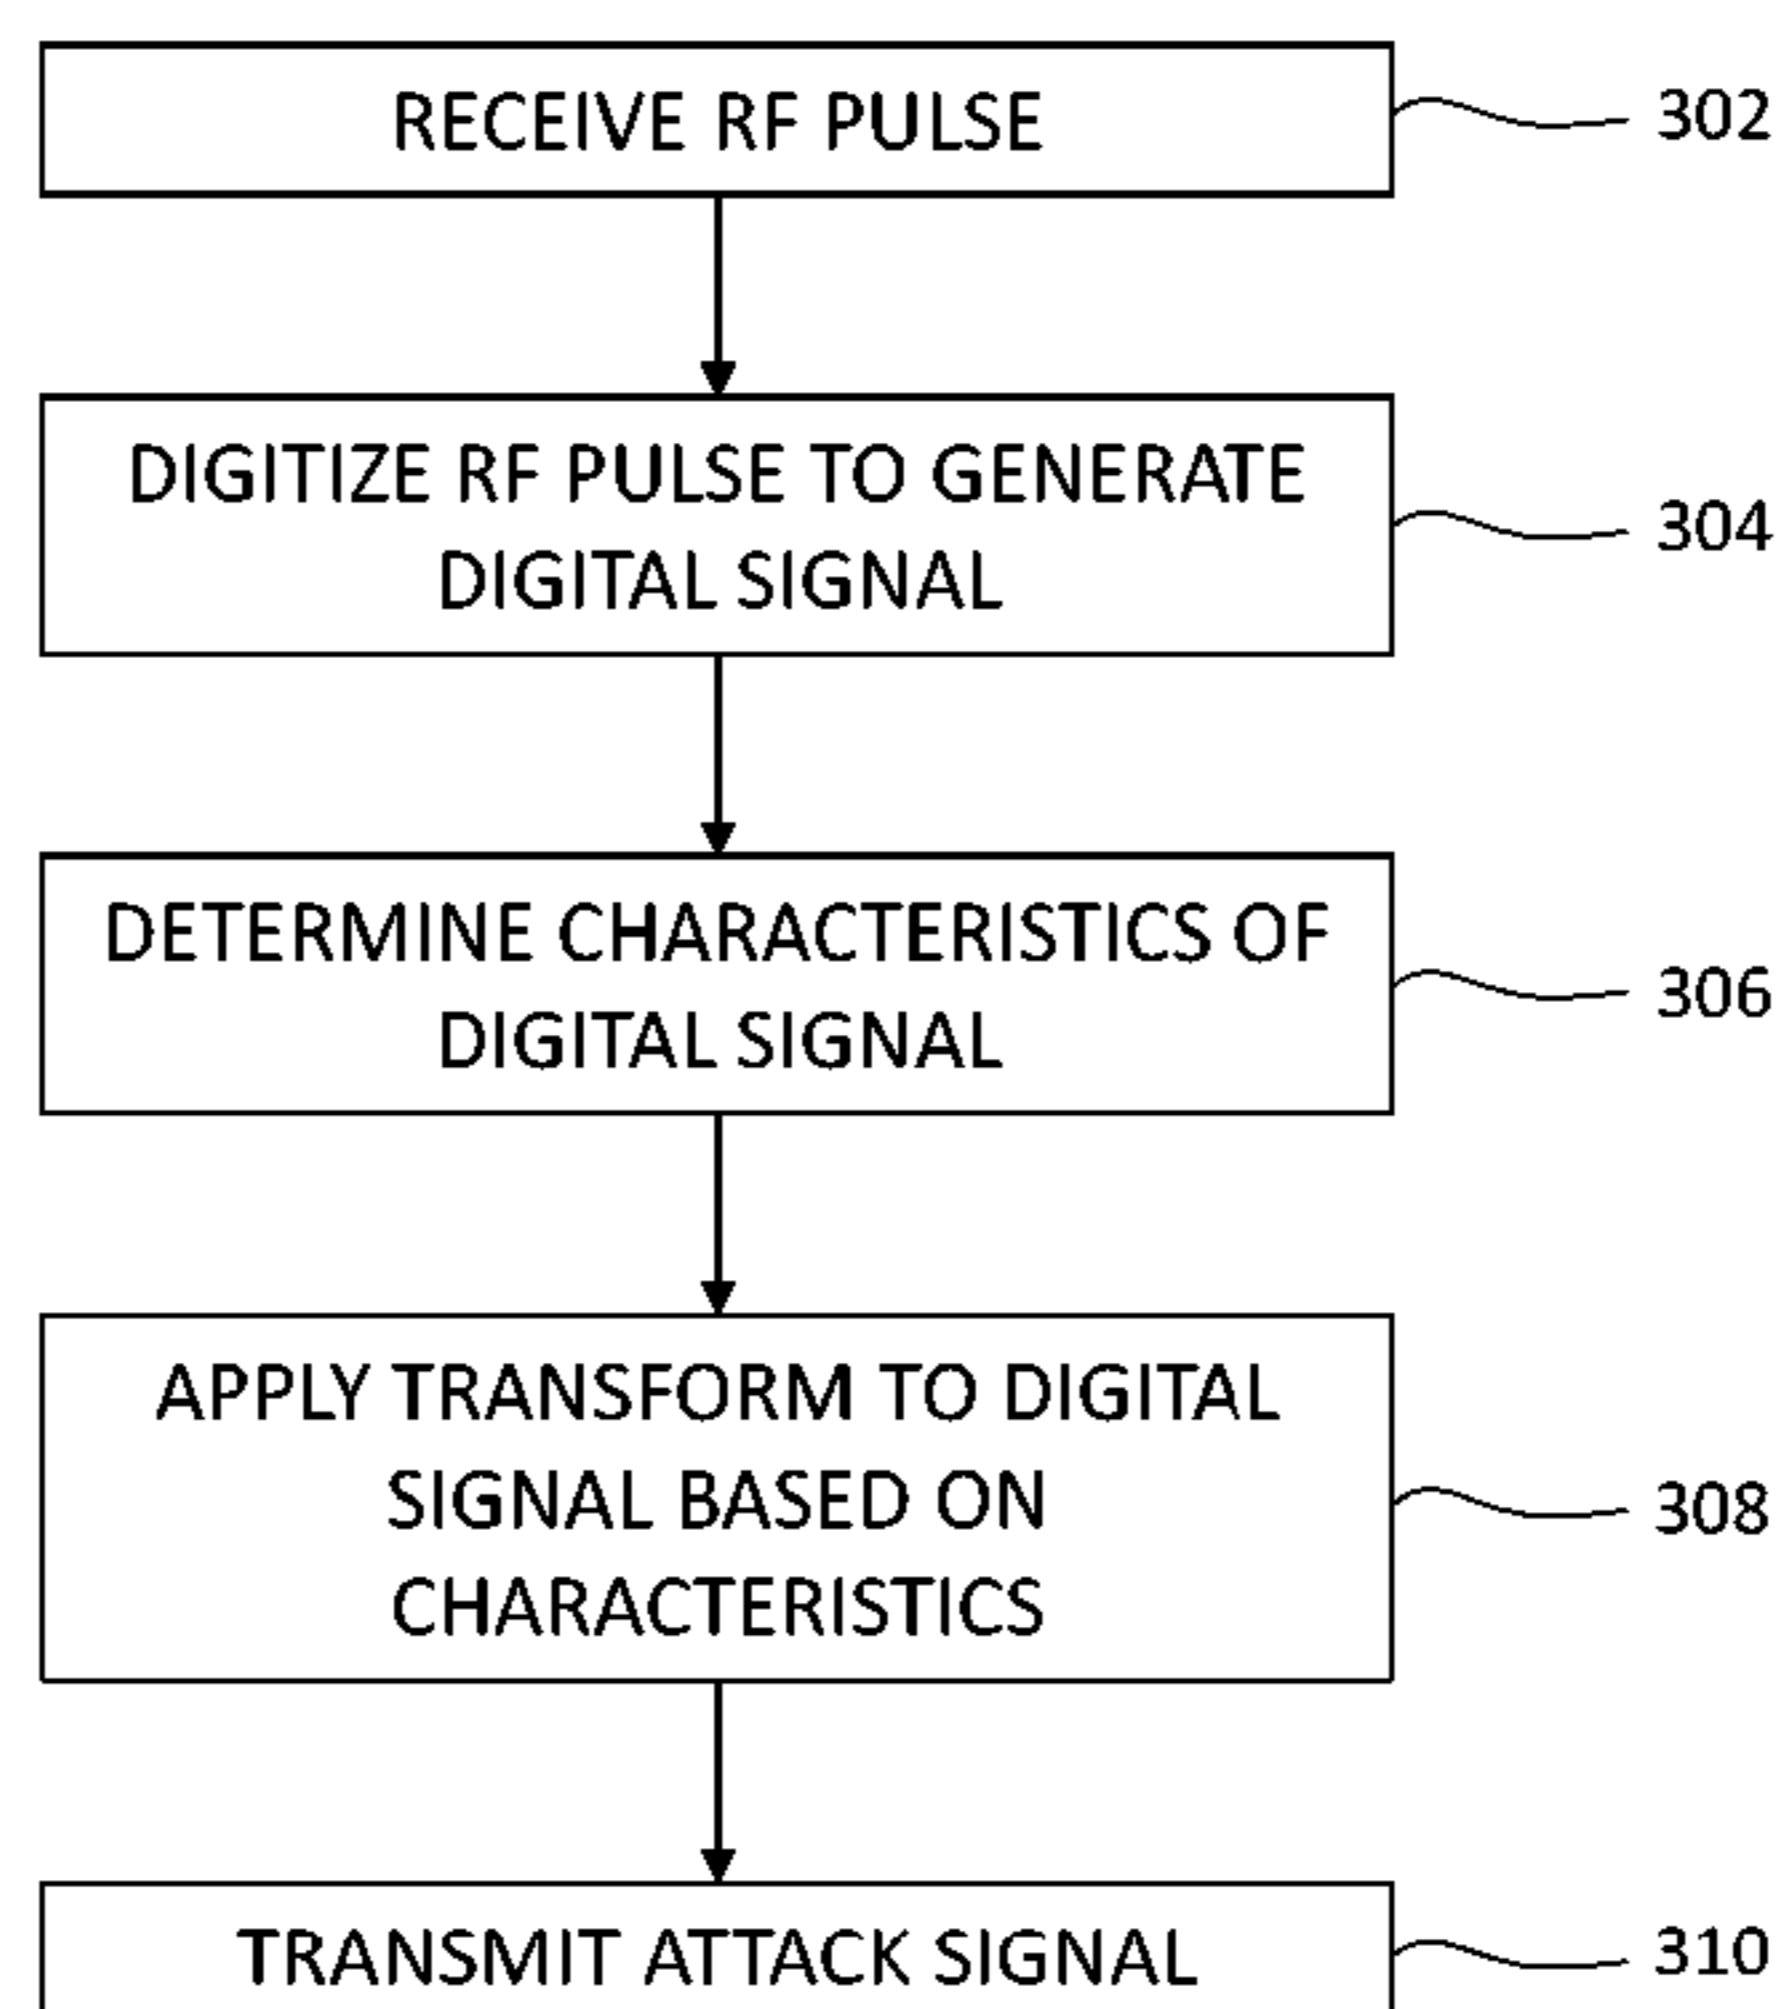 RECEIVE RF PULSE
302
DIGITIZE RF PULSE TO GENERATE
DIGITAL SIGNAL
304
DETERMINE CHARACTERISTICS OF
DIGITAL SIGNAL
306
APPLY TRANSFORM TO DIGITAL
SIGNAL BASED ON
CHARACTERISTICS
308
TRANSMIT ATTACK SIGNAL
310